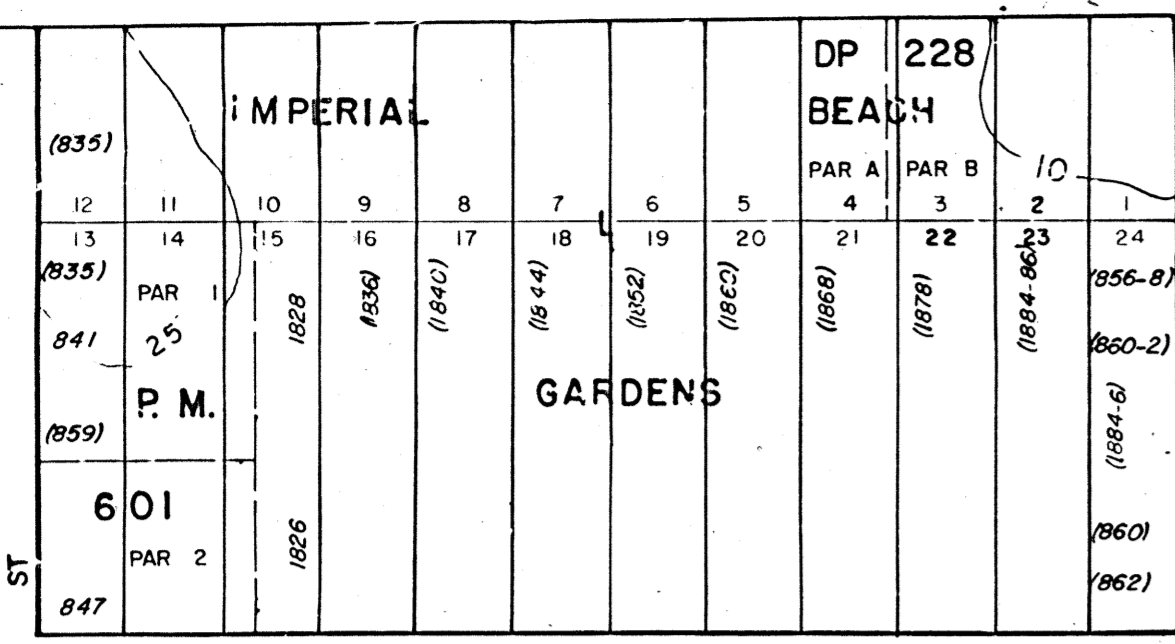 DP 228
IMPERIAL BEACH
(835)
PAR A PAR B 10
12 11 10 9 8 7 6 5 4 3 2 1
13 14 15 16 17 18 19 20 21 22 23 24
(835) (1840) (1844) (1852) (1868) (1878) (1884-86) (856-8)
PAR 1 1828
841 25 (860-2)
P. M. GARDENS
(859) (1884-6)
601
PAR 2 1826 (860)
ST (862)
847